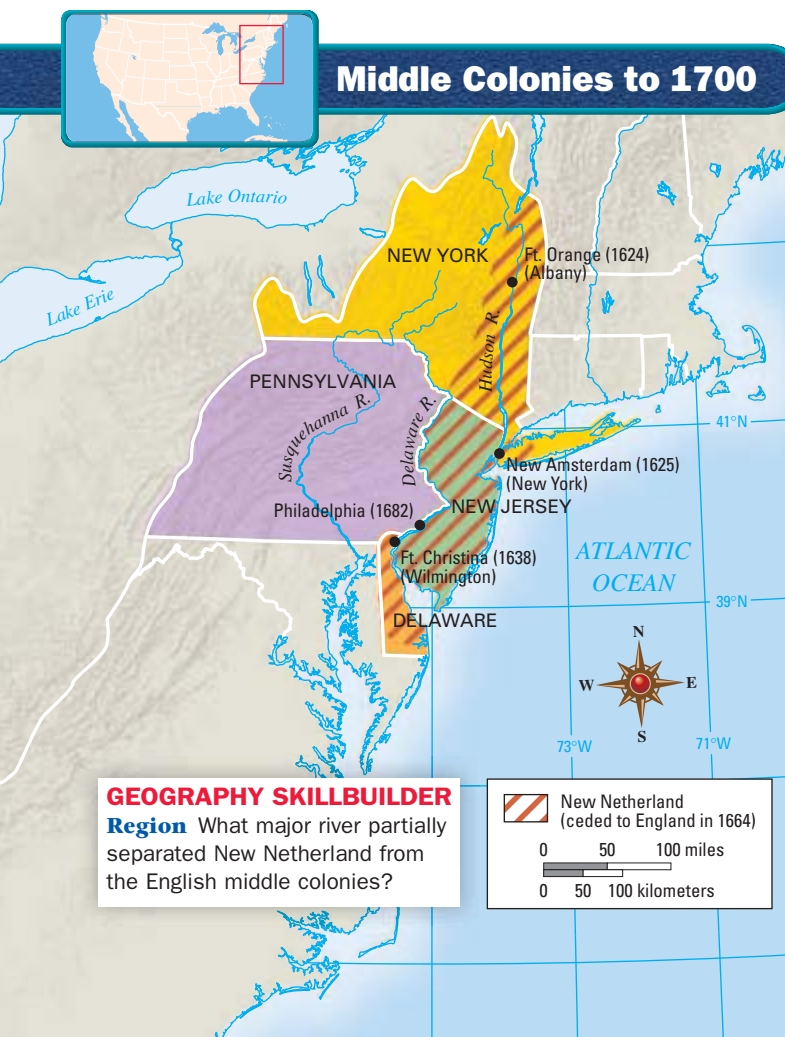 Middle Colonies to 1700
Lake Ontario
NEW YORK
Ft. Orange (1624)
(Albany)
Lake Erie
Hudson R.
PENNSYLVANIA
Susquehanna R.
Delaware R.
41°N
New Amsterdam (1625)
(New York)
Philadelphia (1682)
NEW JERSEY
Ft. Christina (1638)
(Wilmington)
ATLANTIC
OCEAN
39°N
DELAWARE
N
W
E
S
73°W
71°W
GEOGRAPHY SKILLBUILDER
Region What major river partially
separated New Netherland from
the English middle colonies?
New Netherland
(ceded to England in 1664)
0 50 100 miles
0 50 100 kilometers